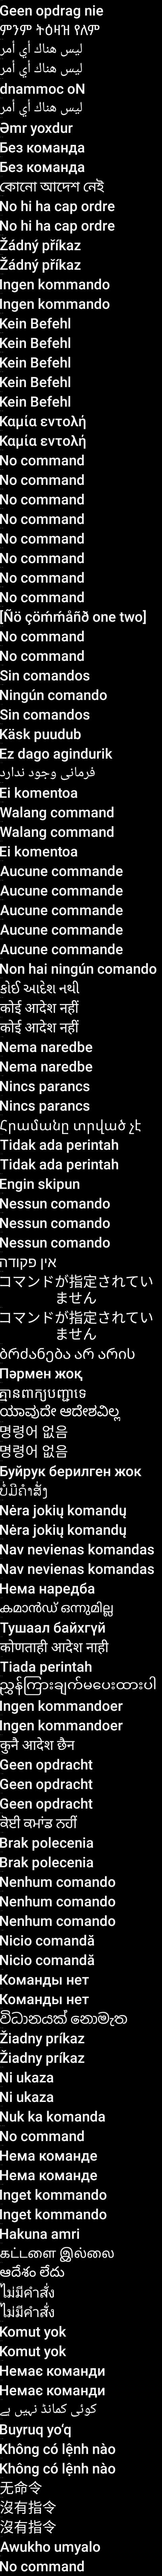 Geen opdrag nie
ምንም ትዕዛዝ የለም
ليس هناك أي أمر
ليس هناك أي أمر
dnammoc oN
ليس هناك أي أمر
Əmr yoxdur
Без команда
Без команда
কোনো আদেশ নেই
No hi ha cap ordre
No hi ha cap ordre
Žádný příkaz
Žádný příkaz
Ingen kommando
Ingen kommando
Kein Befehl
Kein Befehl
Kein Befehl
Kein Befehl
Kein Befehl
Καμία εντολή
Καμία εντολή
No command
No command
No command
No command
No command
No command
No command
No command
[Ñö çöḿḿåñð one two]
No command
No command
Sin comandos
Ningún comando
Sin comandos
Käsk puudub
Ez dago agindurik
فرمانی وجود ندارد
Ei komentoa
Walang command
Walang command
Ei komentoa
Aucune commande
Aucune commande
Aucune commande
Aucune commande
Aucune commande
Non hai ningún comando
કોઈ આદેશ નથી
कोई आदेश नहीं
कोई आदेश नहीं
Nema naredbe
Nema naredbe
Nincs parancs
Nincs parancs
Հրամանը տրված չէ
Tidak ada perintah
Tidak ada perintah
Engin skipun
Nessun comando
Nessun comando
Nessun comando
אין פקודה
コマンドが指定されてい
ません
コマンドが指定されてい
ません
ბრძანება არ არის
Пәрмен жоқ
គ្មានពាក្យបញ្ជាទេ
ಯಾವುದೇ ಆದೇಶವಿಲ್ಲ
명령어 없음
명령어 없음
Буйрук берилген жок
ບໍ່ມີຄຳສັ່ງ
Nėra jokių komandų
Nėra jokių komandų
Nav nevienas komandas
Nav nevienas komandas
Нема наредба
കമാൻഡ് ഒന്നുമില്ല
Тушаал байхгүй
कोणताही आदेश नाही
Tiada perintah
ညွှန်ကြားချက်မပေးထားပါ
Ingen kommandoer
Ingen kommandoer
कुनै आदेश छैन
Geen opdracht
Geen opdracht
Geen opdracht
ਕੋਈ ਕਮਾਂਡ ਨਹੀਂ
Brak polecenia
Brak polecenia
Nenhum comando
Nenhum comando
Nenhum comando
Nicio comandă
Nicio comandă
Команды нет
Команды нет
විධානයක් නොමැත
Žiadny príkaz
Žiadny príkaz
Ni ukaza
Ni ukaza
Nuk ka komanda
No command
Нема команде
Нема команде
Inget kommando
Inget kommando
Hakuna amri
கட்டளை இல்லை
ఆదేశం లేదు
ไม่มีคำสั่ง
ไม่มีคำสั่ง
Komut yok
Komut yok
Немає команди
Немає команди
کوئی کمانڈ نہیں ہے
Buyruq yo‘q
Không có lệnh nào
Không có lệnh nào
无命令
沒有指令
沒有指令
Awukho umyalo
No command